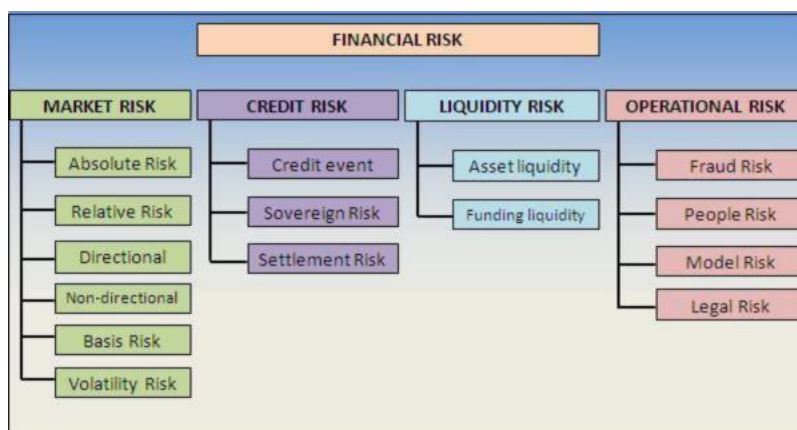 FINANCIAL RISK
MARKET RISK
Absolute Risk
Relative Risk
Directional
Non-directional
Basis Risk
Volatility Risk
CREDIT RISK
Credit event
Sovereign Risk
Settlement Risk
LIQUIDITY RISK
Asset liquidity
Funding liquidity
OPERATIONAL RISK
Fraud Risk
People Risk
Model Risk
Legal Risk